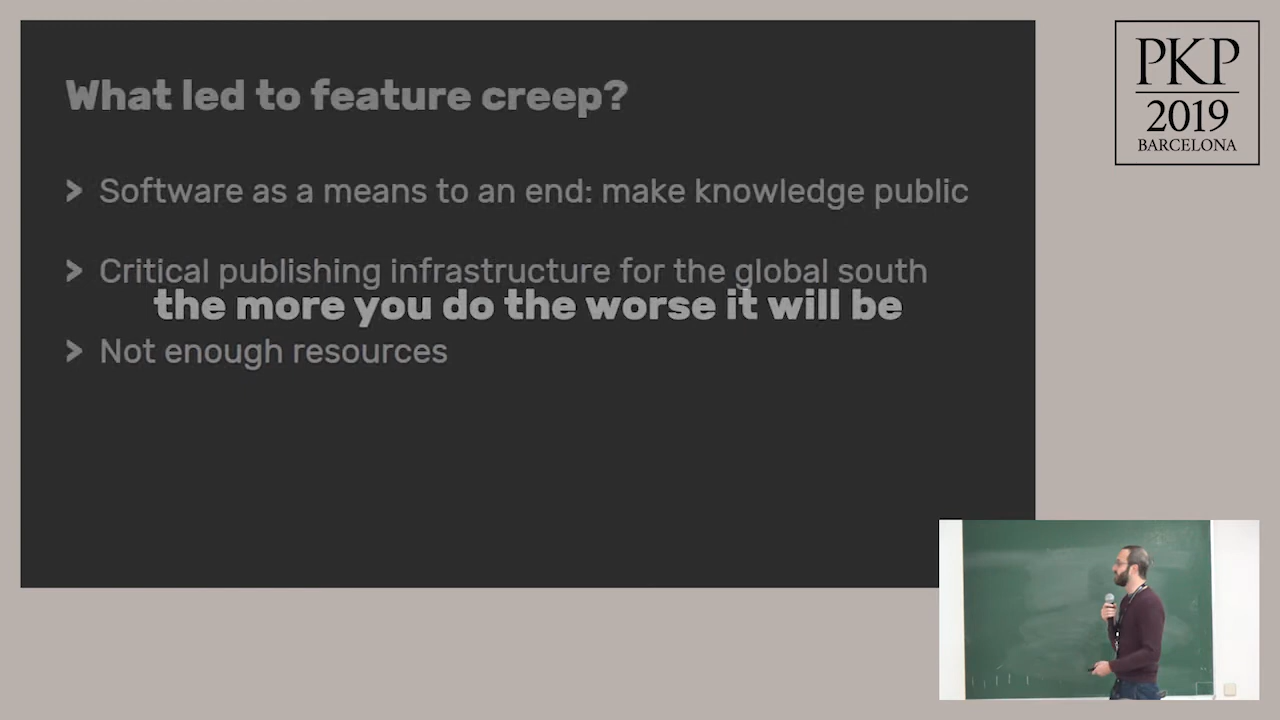 What led to feature creep?
> Software as a means to an end: make knowledge public
> Critical publishing infrastructure for the global south
the more you do the worse it will be
> Not enough resources
PKP
2019
BARCELONA